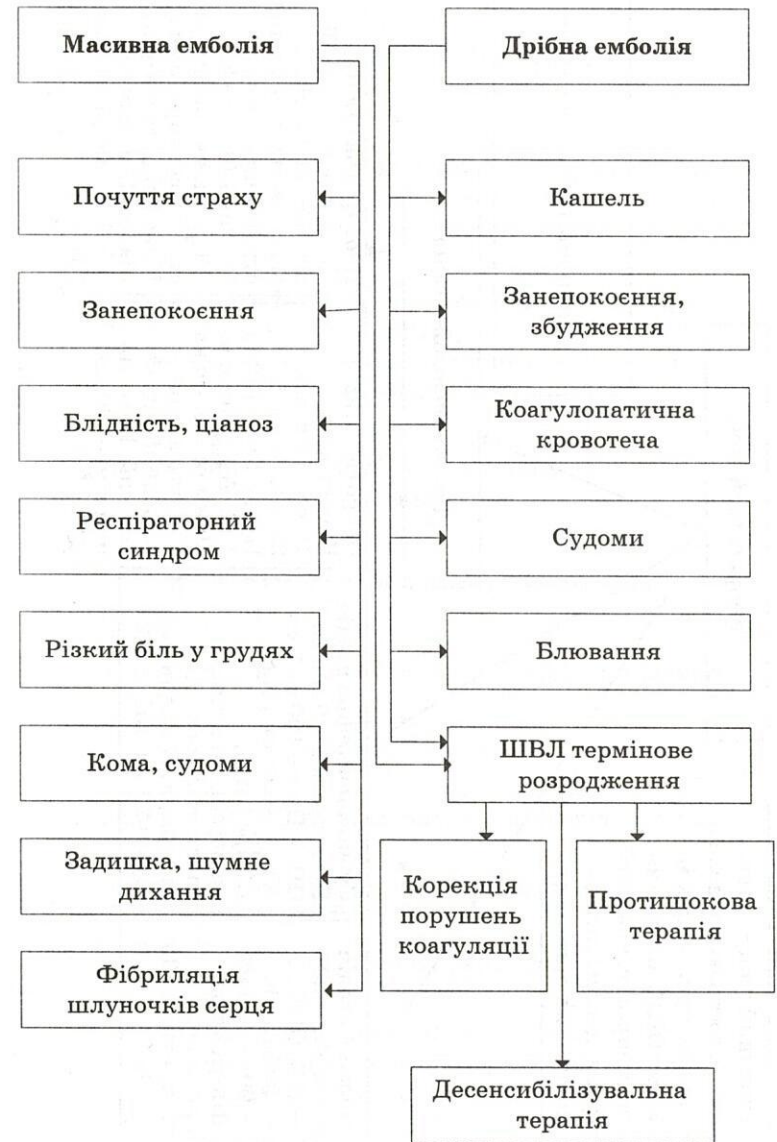 Масивна емболія
Дрібна емболія
Почуття страху
Кашель
Занепокоєння
Занепокоєння,
збудження
Блідність, ціаноз
Коагулопатична
кровотеча
Респіраторний
синдром
Судоми
Різкий біль у грудях
Блювання
Кома, судоми
ШВЛ термінове
розродження
Задишка, шумне
дихання
Корекція
порушень
коагуляції
Протишокова
терапія
Фібриляція
шлуночків серця
Десенсибілізувальна
терапія